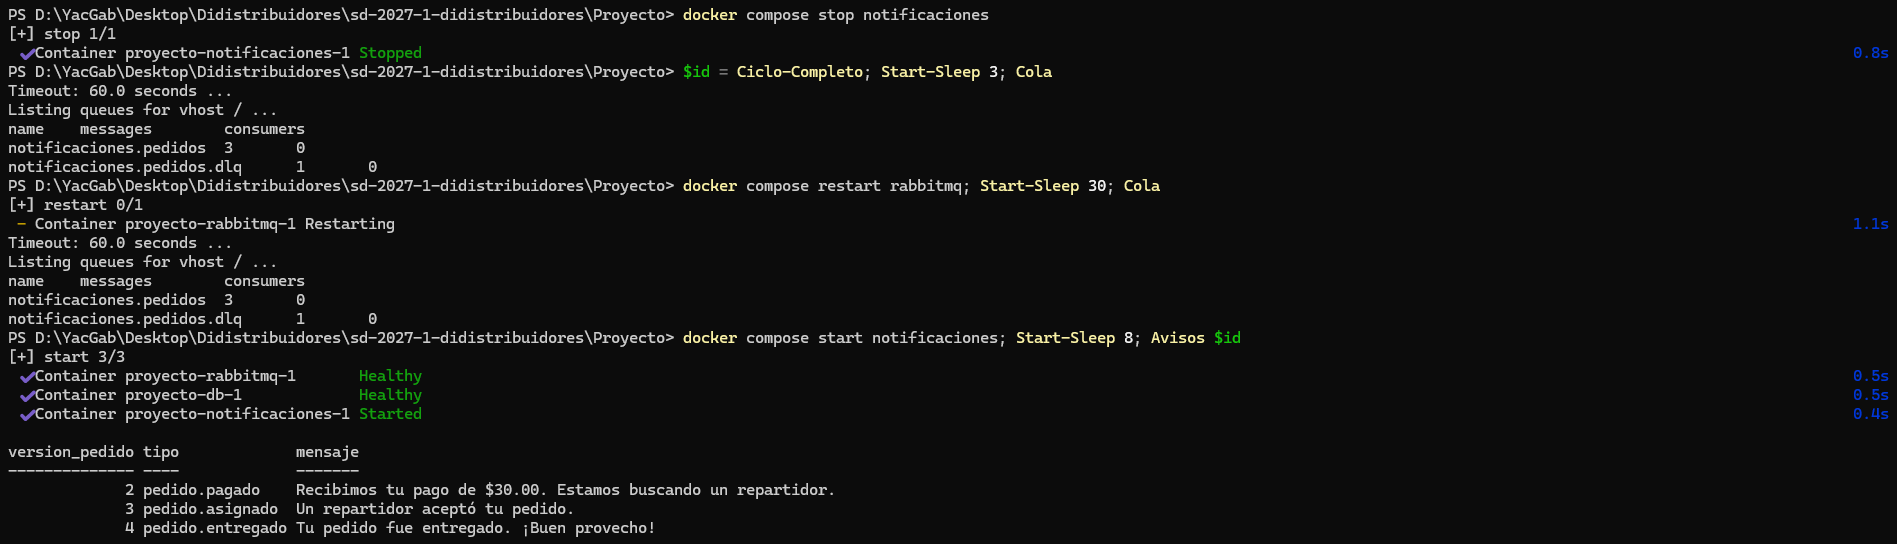 PS D:\YacGab\Desktop\Didistribuidores\sd-2027-1-didistribuidores\Proyecto> docker compose stop notificaciones
[+] stop 1/1
✔Container proyecto-notificaciones-1 Stopped 0.8s
PS D:\YacGab\Desktop\Didistribuidores\sd-2027-1-didistribuidores\Proyecto> $id = Ciclo-Completo; Start-Sleep 3; Cola
Timeout: 60.0 seconds ...
Listing queues for vhost / ...
name    messages        consumers
notificaciones.pedidos  3       0
notificaciones.pedidos.dlq      1       0
PS D:\YacGab\Desktop\Didistribuidores\sd-2027-1-didistribuidores\Proyecto> docker compose restart rabbitmq; Start-Sleep 30; Cola
[+] restart 0/1
- Container proyecto-rabbitmq-1 Restarting 1.1s
Timeout: 60.0 seconds ...
Listing queues for vhost / ...
name    messages        consumers
notificaciones.pedidos  3       0
notificaciones.pedidos.dlq      1       0
PS D:\YacGab\Desktop\Didistribuidores\sd-2027-1-didistribuidores\Proyecto> docker compose start notificaciones; Start-Sleep 8; Avisos $id
[+] start 3/3
✔Container proyecto-rabbitmq-1       Healthy 0.5s
✔Container proyecto-db-1             Healthy 0.5s
✔Container proyecto-notificaciones-1 Started 0.4s
version_pedido tipo             mensaje
-------------- ----             -------
2 pedido.pagado    Recibimos tu pago de $30.00. Estamos buscando un repartidor.
3 pedido.asignado  Un repartidor aceptó tu pedido.
4 pedido.entregado Tu pedido fue entregado. ¡Buen provecho!